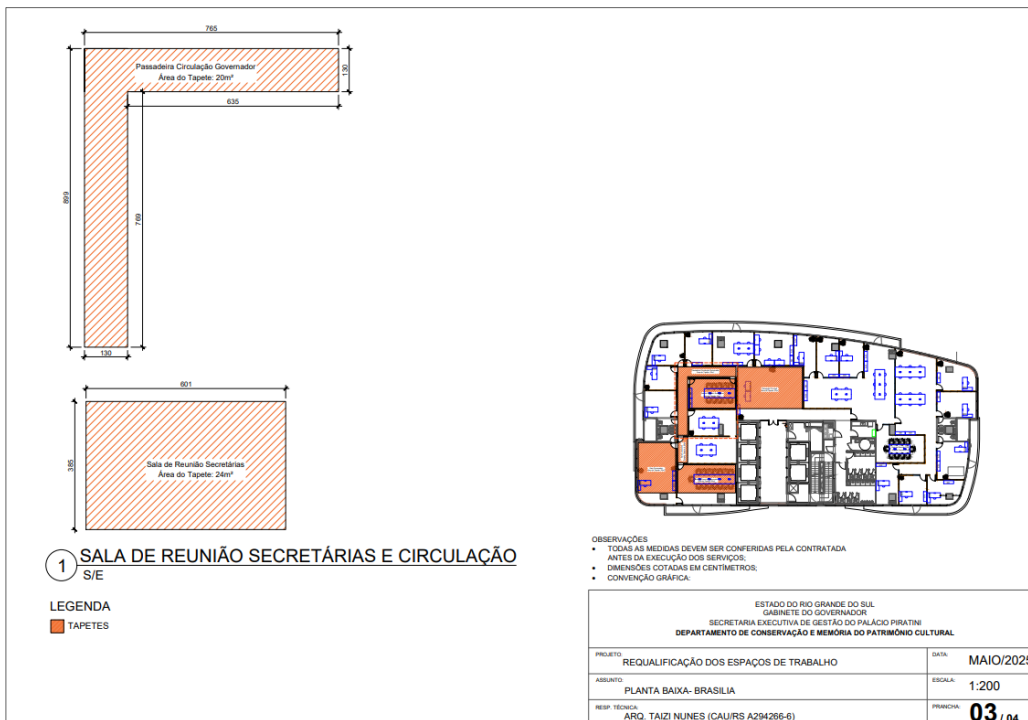 765
Passadeira Circulação Governador
Área do Tapete: 20m²
130
635
899
769
130
601
385
Sala de Reunião Secretárias
Área do Tapete: 24m²
1 SALA DE REUNIÃO SECRETÁRIAS E CIRCULAÇÃO
S/E
LEGENDA
TAPETES
OBSERVAÇÕES
• TODAS AS MEDIDAS DEVEM SER CONFERIDAS PELA CONTRATADA
ANTES DA EXECUÇÃO DOS SERVIÇOS;
• DIMENSÕES COTADAS EM CENTÍMETROS;
• CONVENÇÃO GRÁFICA:
ESTADO DO RIO GRANDE DO SUL
GABINETE DO GOVERNADOR
SECRETARIA EXECUTIVA DE GESTÃO DO PALÁCIO PIRATINI
DEPARTAMENTO DE CONSERVAÇÃO E MEMÓRIA DO PATRIMÔNIO CULTURAL
PROJETO: REQUALIFICAÇÃO DOS ESPAÇOS DE TRABALHO
DATA: MAIO/2025
ASSUNTO: PLANTA BAIXA- BRASILIA
ESCALA: 1:200
RESP. TÉCNICA: ARQ. TAIZI NUNES (CAU/RS A294266-6)
PRANCHA: 03 / 04